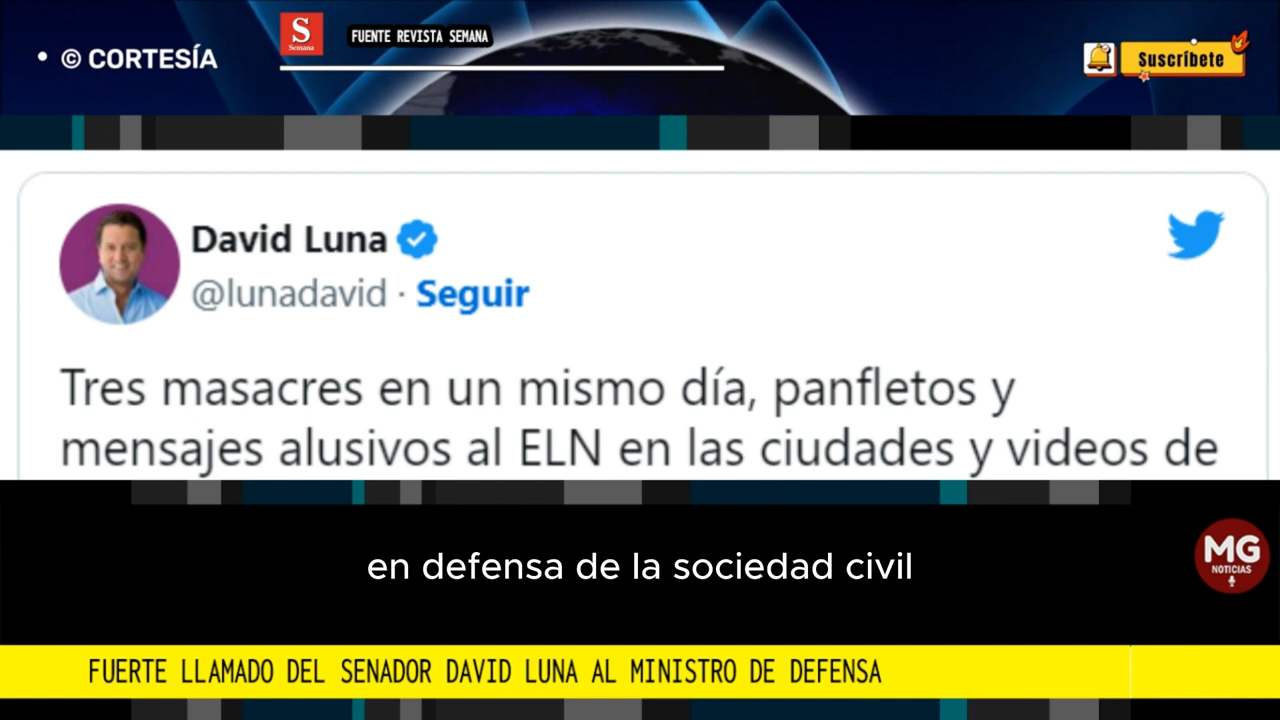 • © CORTESÍA
S
Semana
FUENTE REVISTA SEMANA
Suscríbete
David Luna
@lunadavid · Seguir
Tres masacres en un mismo día, panfletos y
mensajes alusivos al ELN en las ciudades y videos de
en defensa de la sociedad civil
MG
NOTICIAS
FUERTE LLAMADO DEL SENADOR DAVID LUNA AL MINISTRO DE DEFENSA